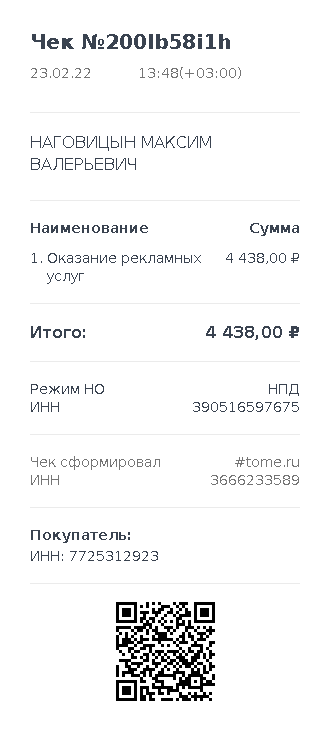 Чек №200lb58i1h
23.02.22 13:48(+03:00)
НАГОВИЦЫН МАКСИМ
ВАЛЕРЬЕВИЧ
Наименование Сумма
1. Оказание рекламных 4 438,00 ₽
услуг
Итого: 4 438,00 ₽
Режим НО НПД
ИНН 390516597675
Чек сформировал #tome.ru
ИНН 3666233589
Покупатель:
ИНН: 7725312923